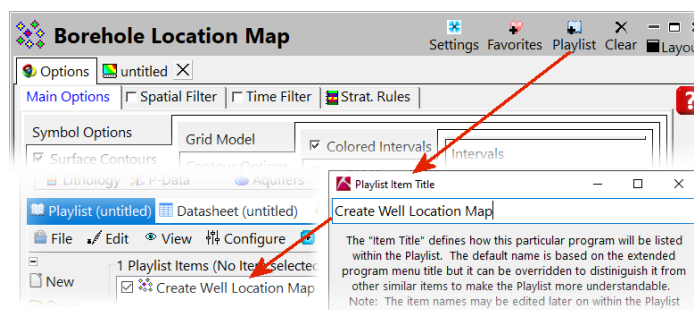 Borehole Location Map
Settings Favorites Playlist Clear Layou
Options untitled
Main Options Spatial Filter Time Filter Strat. Rules
Symbol Options Grid Model Colored Intervals Intervals
Surface Contours Contour Options
Lithology P-Data Aquifers
Playlist Item Title
Create Well Location Map
Playlist (untitled) Datasheet (untitled)
File Edit View Configure
1 Playlist Items (No Item selected
New
Create Well Location Map
The "Item Title" defines how this particular program will be listed
within the Playlist. The default name is based on the extended
program menu title but it can be overridden to distiniguish it from
other similar items to make the Playlist more understandable.
Note: The item names may be edited later on within the Playlist